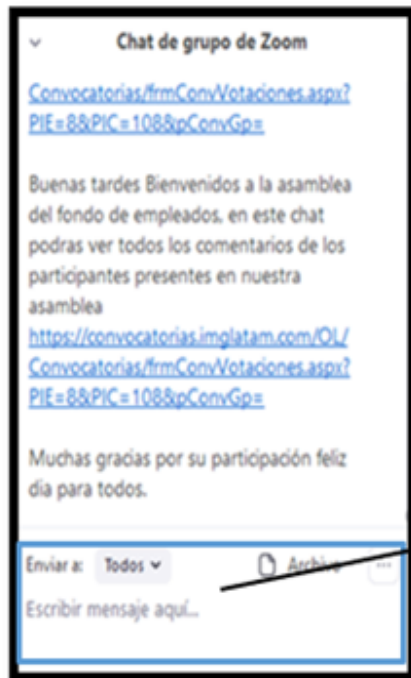 Chat de grupo de Zoom
Convocatorias/frmConvVotaciones.aspx?
PIE=8&PIC=108&pConvGp=
Buenas tardes Bienvenidos a la asamblea
del fondo de empleados, en este chat
podras ver todos los comentarios de los
participantes presentes en nuestra
asamblea
https://convocatorias.imglatam.com/OL/
Convocatorias/frmConvVotaciones.aspx?
PIE=8&PIC=108&pConvGp=
Muchas gracias por su participación feliz
dia para todos.
Enviar a: Todos Archivo ...
Escribir mensaje aquí...